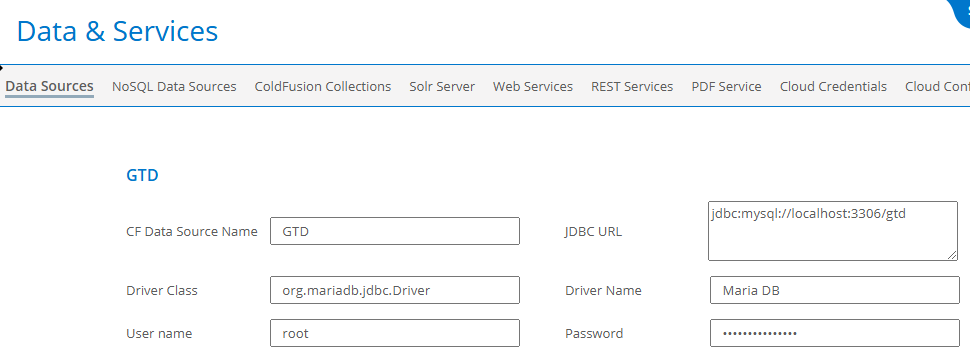 Data & Services
Data Sources NoSQL Data Sources ColdFusion Collections Solr Server Web Services REST Services PDF Service Cloud Credentials Cloud Conf
GTD
CF Data Source Name GTD JDBC URL jdbc:mysql://localhost:3306/gtd
Driver Class org.mariadb.jdbc.Driver Driver Name Maria DB
User name root Password •••••••••••••••